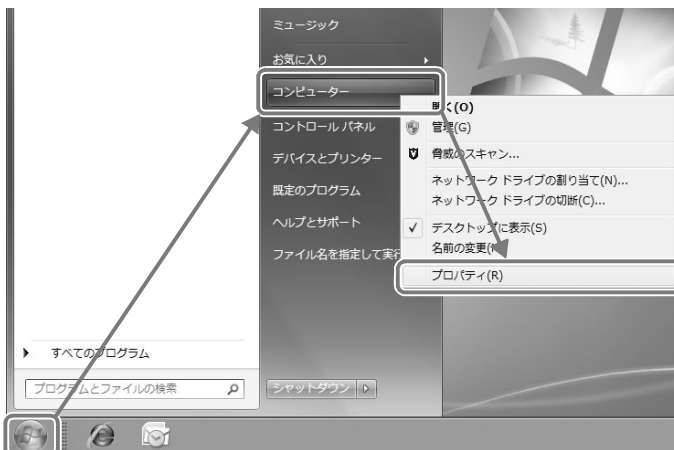 ミュージック
お気に入り
コンピューター
コントロール パネル
デバイスとプリンター
既定のプログラム
ヘルプとサポート
ファイル名を指定して実行
すべてのプログラム
プログラムとファイルの検索
シャットダウン
開く(O)
管理(G)
脅威のスキャン...
ネットワーク ドライブの割り当て(N)...
ネットワーク ドライブの切断(C)...
デスクトップに表示(S)
名前の変更(
プロパティ(R)